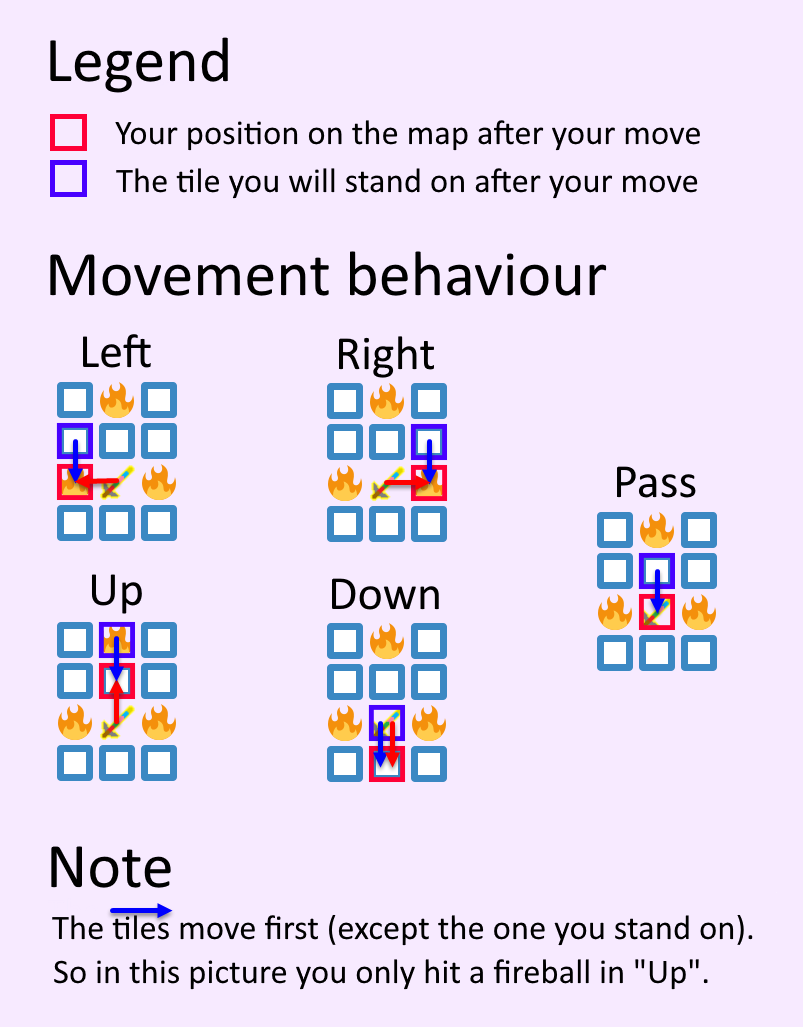 Legend
Your position on the map after your move
The tile you will stand on after your move
Movement behaviour
Left
Right
Pass
Up
Down
Note
The tiles move first (except the one you stand on).
So in this picture you only hit a fireball in "Up".